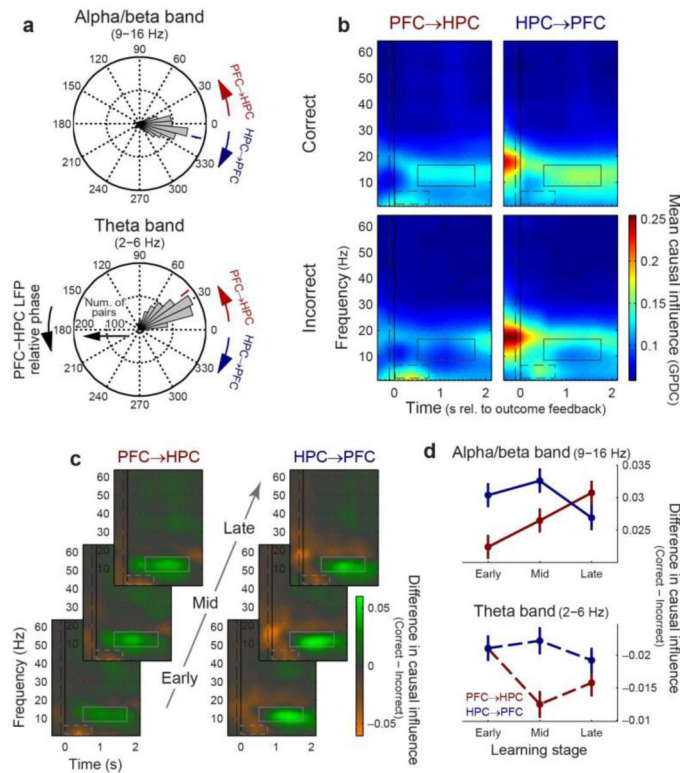 a
Alpha/beta band
(9–16 Hz)
90
120
60
150
30
180
0
210
330
240
300
270
PFC→HPC
HPC→PFC
Theta band
(2–6 Hz)
90
120
60
150
30
180
0
210
330
240
300
270
Num. of
pairs
200
100
PFC→HPC
HPC→PFC
PFC–HPC LFP
relative phase
b
PFC→HPC
HPC→PFC
Correct
Incorrect
60
50
40
30
20
10
60
50
40
30
20
10
Frequency (Hz)
0
1
2
0
1
2
Time (s rel. to outcome feedback)
0.25
0.2
0.15
0.1
Mean causal influence (GPDC)
c
PFC→HPC
HPC→PFC
Late
Mid
Early
60
50
40
30
20
10
60
50
40
30
20
10
60
50
40
30
20
10
60
50
40
30
20
10
60
50
40
30
20
10
60
50
40
30
20
10
Frequency (Hz)
0
1
2
0
1
2
Time (s)
0.05
0
−0.05
Difference in causal influence
(Correct – Incorrect)
d
Alpha/beta band (9–16 Hz)
0.035
0.03
0.025
Early
Mid
Late
Theta band (2–6 Hz)
−0.02
−0.015
−0.01
PFC→HPC
HPC→PFC
Early
Mid
Late
Learning stage
Difference in causal influence
(Correct – Incorrect)